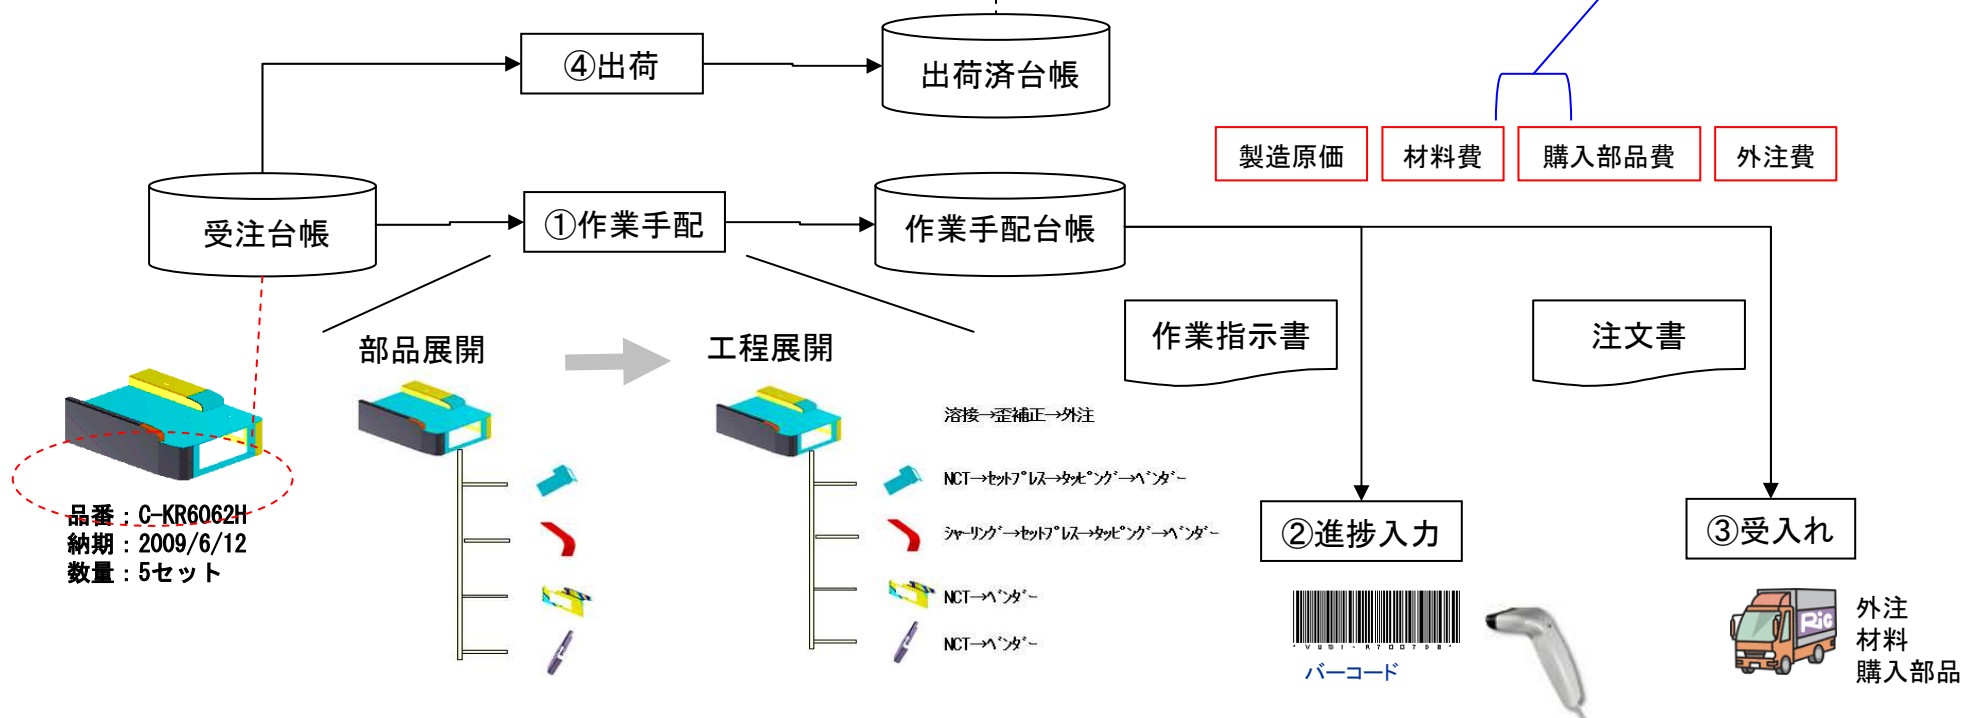 ④出荷
出荷済台帳
製造原価
材料費
購入部品費
外注費
受注台帳
①作業手配
作業手配台帳
作業指示書
注文書
部品展開
工程展開
溶接→歪補正→外注
NCT→セットプレス→タッピング→ベンダー
シャーリング→セットプレス→タッピング→ベンダー
NCT→ベンダー
NCT→ベンダー
品番：C-KR6062H
納期：2009/6/12
数量：5セット
②進捗入力
③受入れ
バーコード
Ric
外注
材料
購入部品